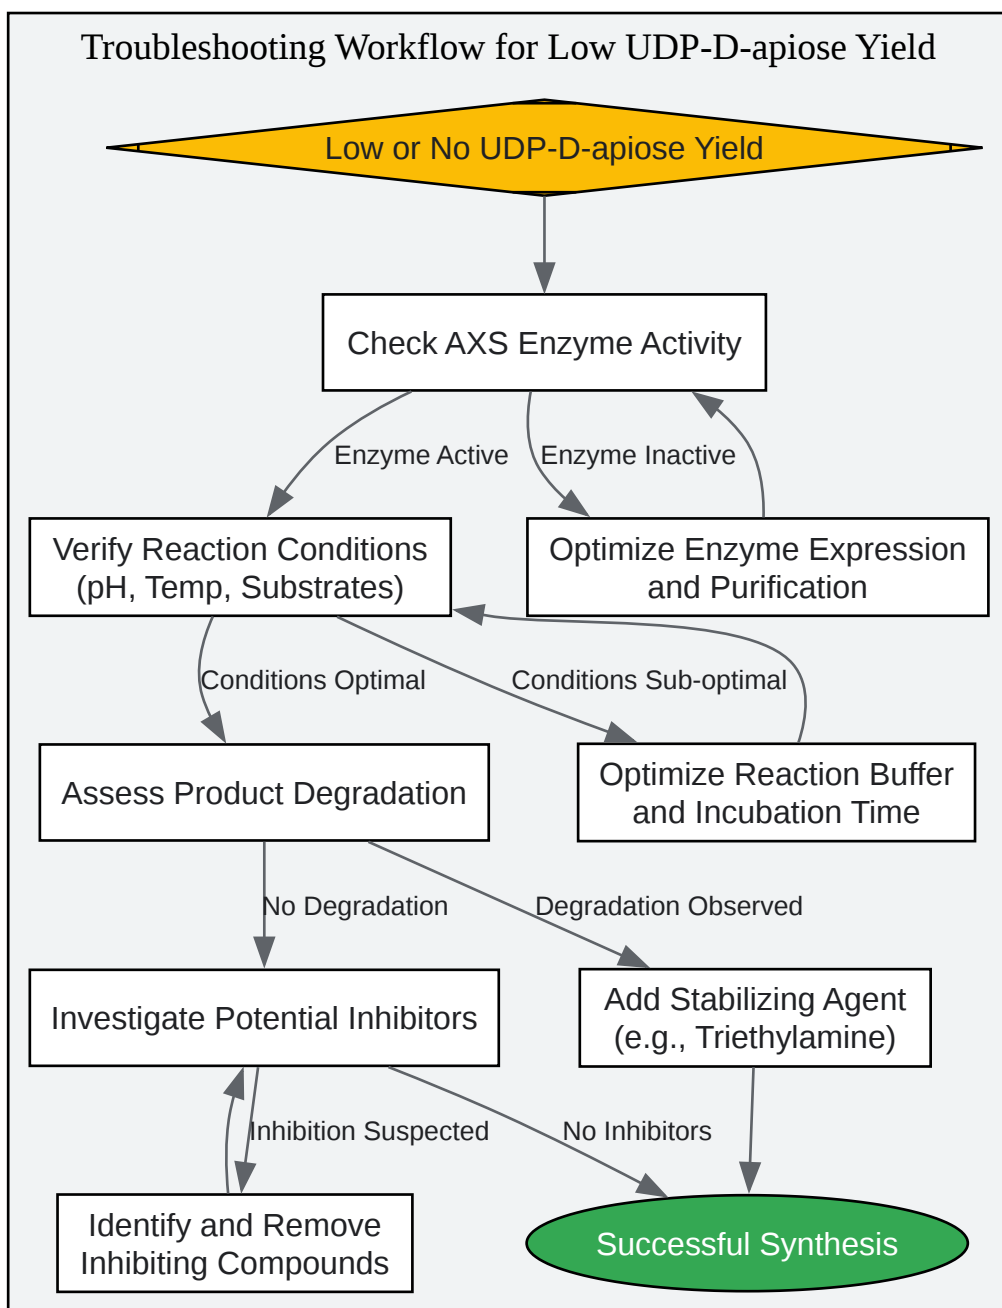 Troubleshooting Workflow for Low UDP-D-apiose Yield
Low or No UDP-D-apiose Yield
Check AXS Enzyme Activity
Enzyme Active
Enzyme Inactive
Verify Reaction Conditions
(pH, Temp, Substrates)
Optimize Enzyme Expression
and Purification
Conditions Optimal
Conditions Sub-optimal
Assess Product Degradation
Optimize Reaction Buffer
and Incubation Time
No Degradation
Degradation Observed
Investigate Potential Inhibitors
Add Stabilizing Agent
(e.g., Triethylamine)
Inhibition Suspected
No Inhibitors
Identify and Remove
Inhibiting Compounds
Successful Synthesis